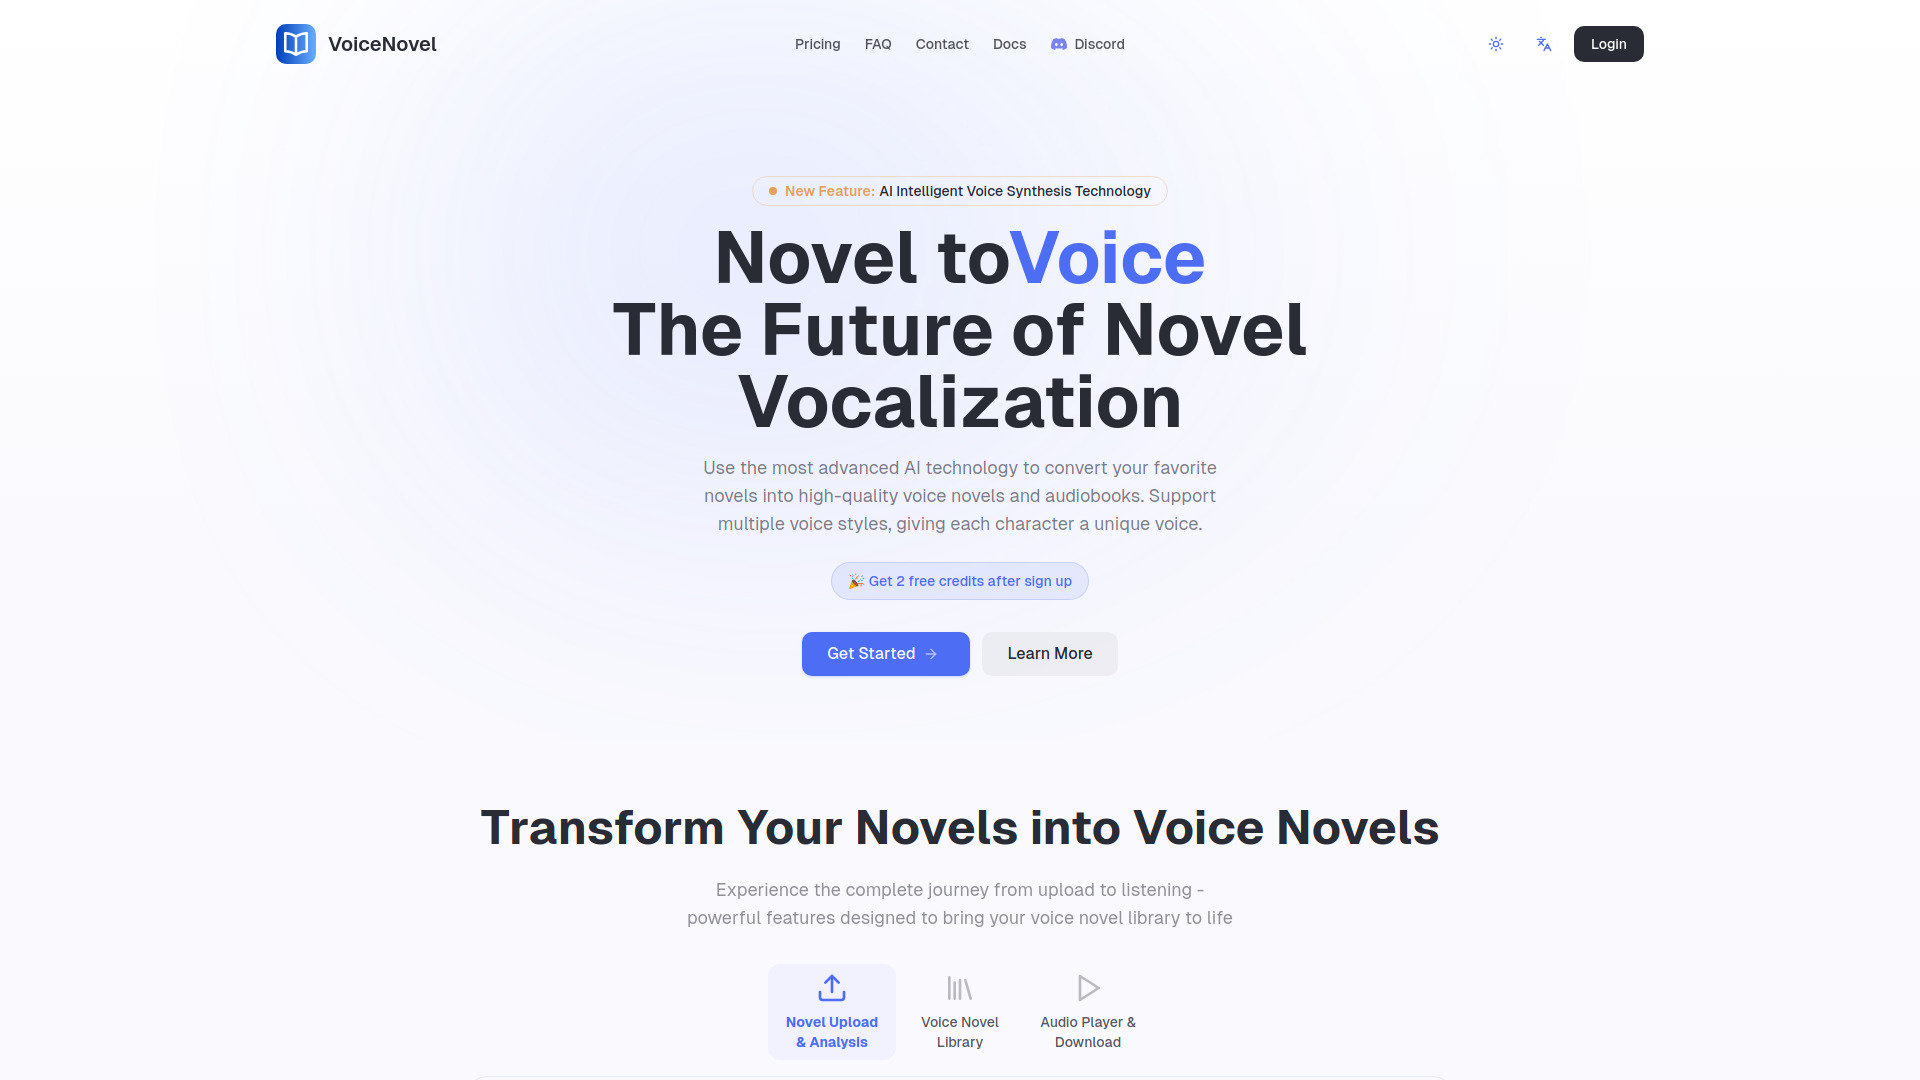 VoiceNovel
Pricing
FAQ
Contact
Docs
Discord
Login
New Feature: AI Intelligent Voice Synthesis Technology
Novel toVoice
The Future of Novel
Vocalization
Use the most advanced AI technology to convert your favorite
novels into high-quality voice novels and audiobooks. Support
multiple voice styles, giving each character a unique voice.
🎉 Get 2 free credits after sign up
Get Started
Learn More
Transform Your Novels into Voice Novels
Experience the complete journey from upload to listening -
powerful features designed to bring your voice novel library to life
Novel Upload
& Analysis
Voice Novel
Library
Audio Player &
Download